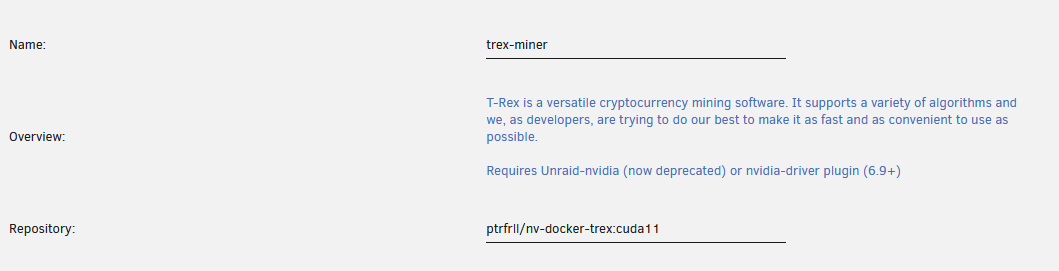 Name:
trex-miner
T-Rex is a versatile cryptocurrency mining software. It supports a variety of algorithms and
we, as developers, are trying to do our best to make it as fast and as convenient to use as
possible.
Overview:
Requires Unraid-nvidia (now deprecated) or nvidia-driver plugin (6.9+)
Repository:
ptrfrll/nv-docker-trex:cuda11